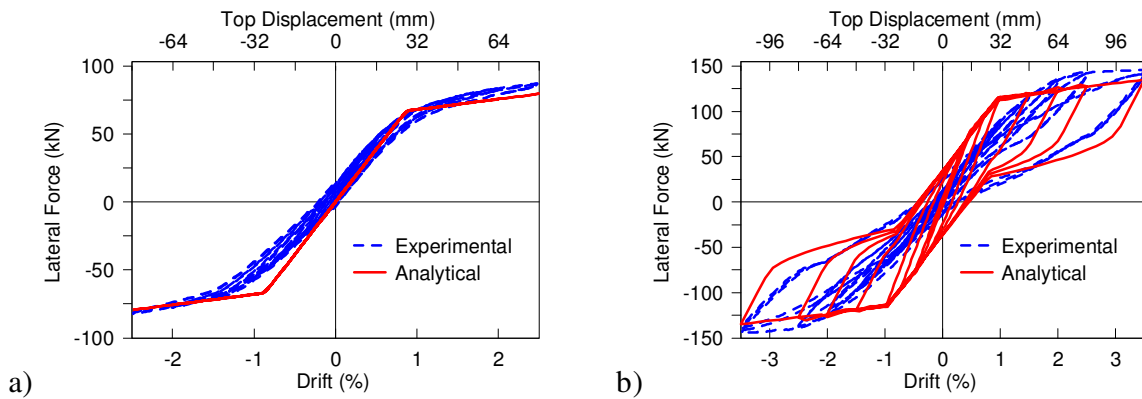 Top Displacement (mm)
-64 -32 0 32 64
100
50
0
-50
-100
Lateral Force (kN)
Experimental
Analytical
-2 -1 0 1 2
Drift (%)
a)
Top Displacement (mm)
-96 -64 -32 0 32 64 96
150
100
50
0
-50
-100
-150
Lateral Force (kN)
Experimental
Analytical
-3 -2 -1 0 1 2 3
Drift (%)
b)